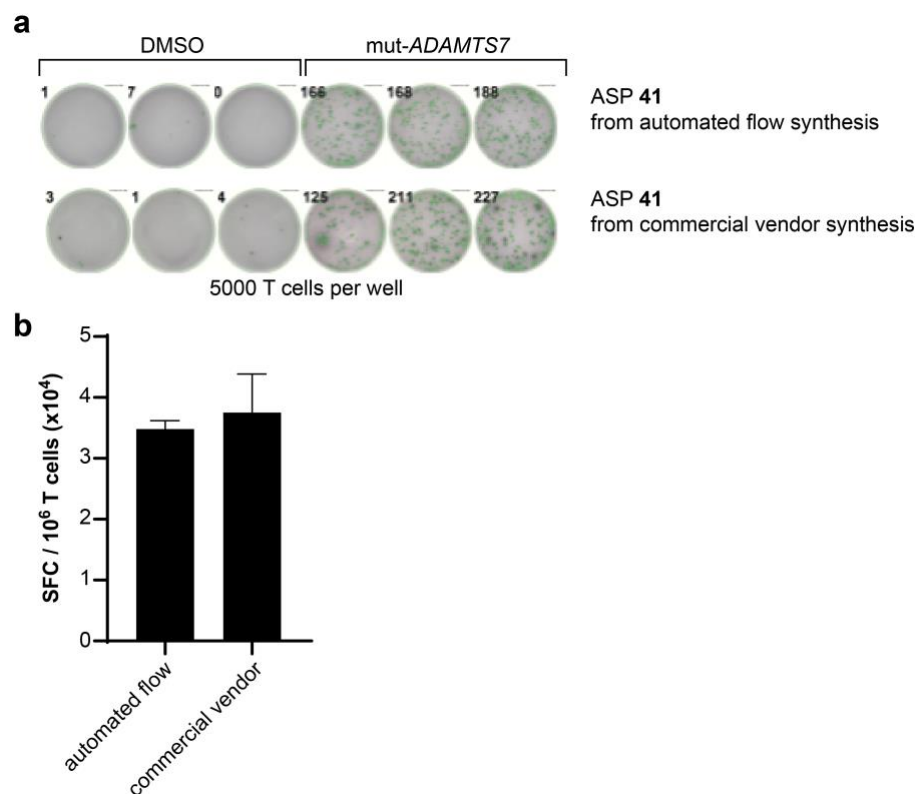 a
DMSO
mut-ADAMTS7
1 7 0 166 168 188
ASP 41
from automated flow synthesis
3 1 4 125 211 227
ASP 41
from commercial vendor synthesis
5000 T cells per well
b
SFC / 10⁶ T cells (x10⁴)
5
4
3
2
1
0
automated flow
commercial vendor